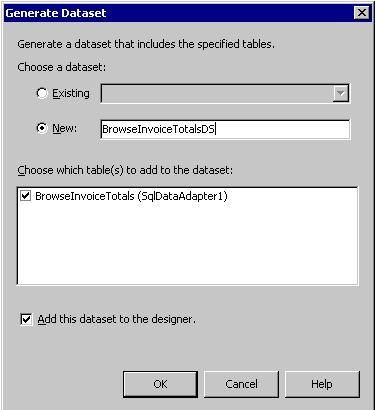 Generate Dataset
Generate a dataset that includes the specified tables.
Choose a dataset:
Existing
New:
BrowseInvoiceTotalsDS
Choose which table(s) to add to the dataset:
BrowseInvoiceTotals (SqlDataAdapter1)
Add this dataset to the designer.
OK
Cancel
Help